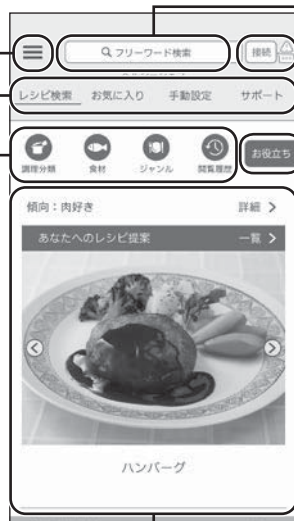 フリーワード検索
接続
レシピ検索 お気に入り 手動設定 サポート
調理分類 食材 ジャンル 閲覧履歴
お役立ち
傾向：肉好き 詳細
あなたへのレシピ提案 一覧
ハンバーグ